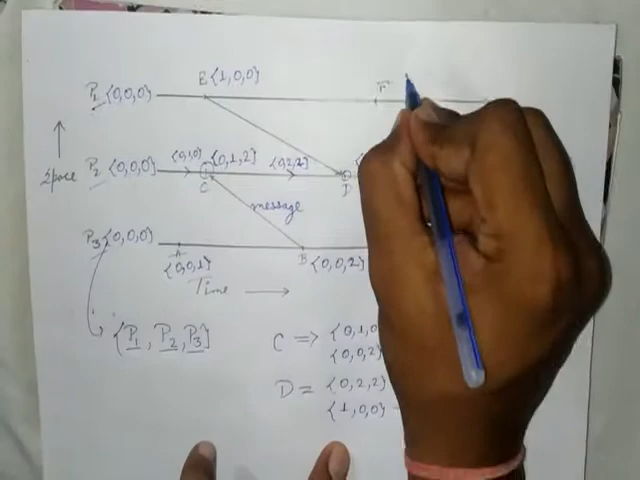 E {1,0,0}
P1 {0,0,0}
F
{0,1,0} {0,1,2} {0,2,2}
P2 {0,0,0}
Space
C
D
message
P3 {0,0,0}
A
B
{0,0,1}
{0,0,2}
Time
{P1, P2, P3}
C => {0,1,0
{0,0,2}
D = {0,2,2}
{1,0,0}